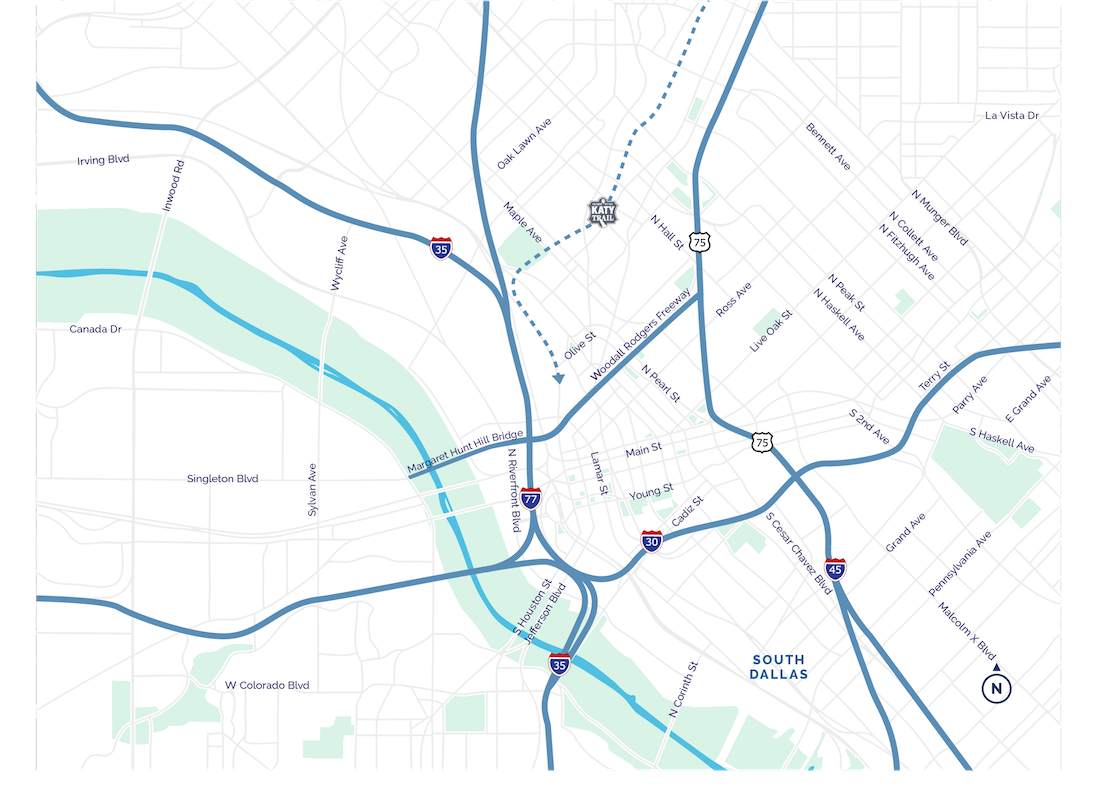 La Vista Dr
Oak Lawn Ave
Bennett Ave
Irving Blvd
Inwood Rd
N Munger Blvd
KATY
TRAIL
Maple Ave
N Hall St
N Collett Ave
N Fitzhugh Ave
Wycliff Ave
35
75
Canada Dr
Ross Ave
N Peak St
N Haskell Ave
Live Oak St
Olive St
Woodall Rodgers Freeway
N Pearl St
Terry St
Parry Ave
E Grand Ave
S 2nd Ave
S Haskell Ave
Margaret Hunt Hill Bridge
75
Main St
Singleton Blvd
Sylvan Ave
N Riverfront Blvd
Lamar St
77
Young St
Cadiz St
30
S Cesar Chavez Blvd
Grand Ave
Pennsylvania Ave
45
S Houston St
Jefferson Blvd
Malcolm X Blvd
35
SOUTH
DALLAS
W Colorado Blvd
N Corinth St
N